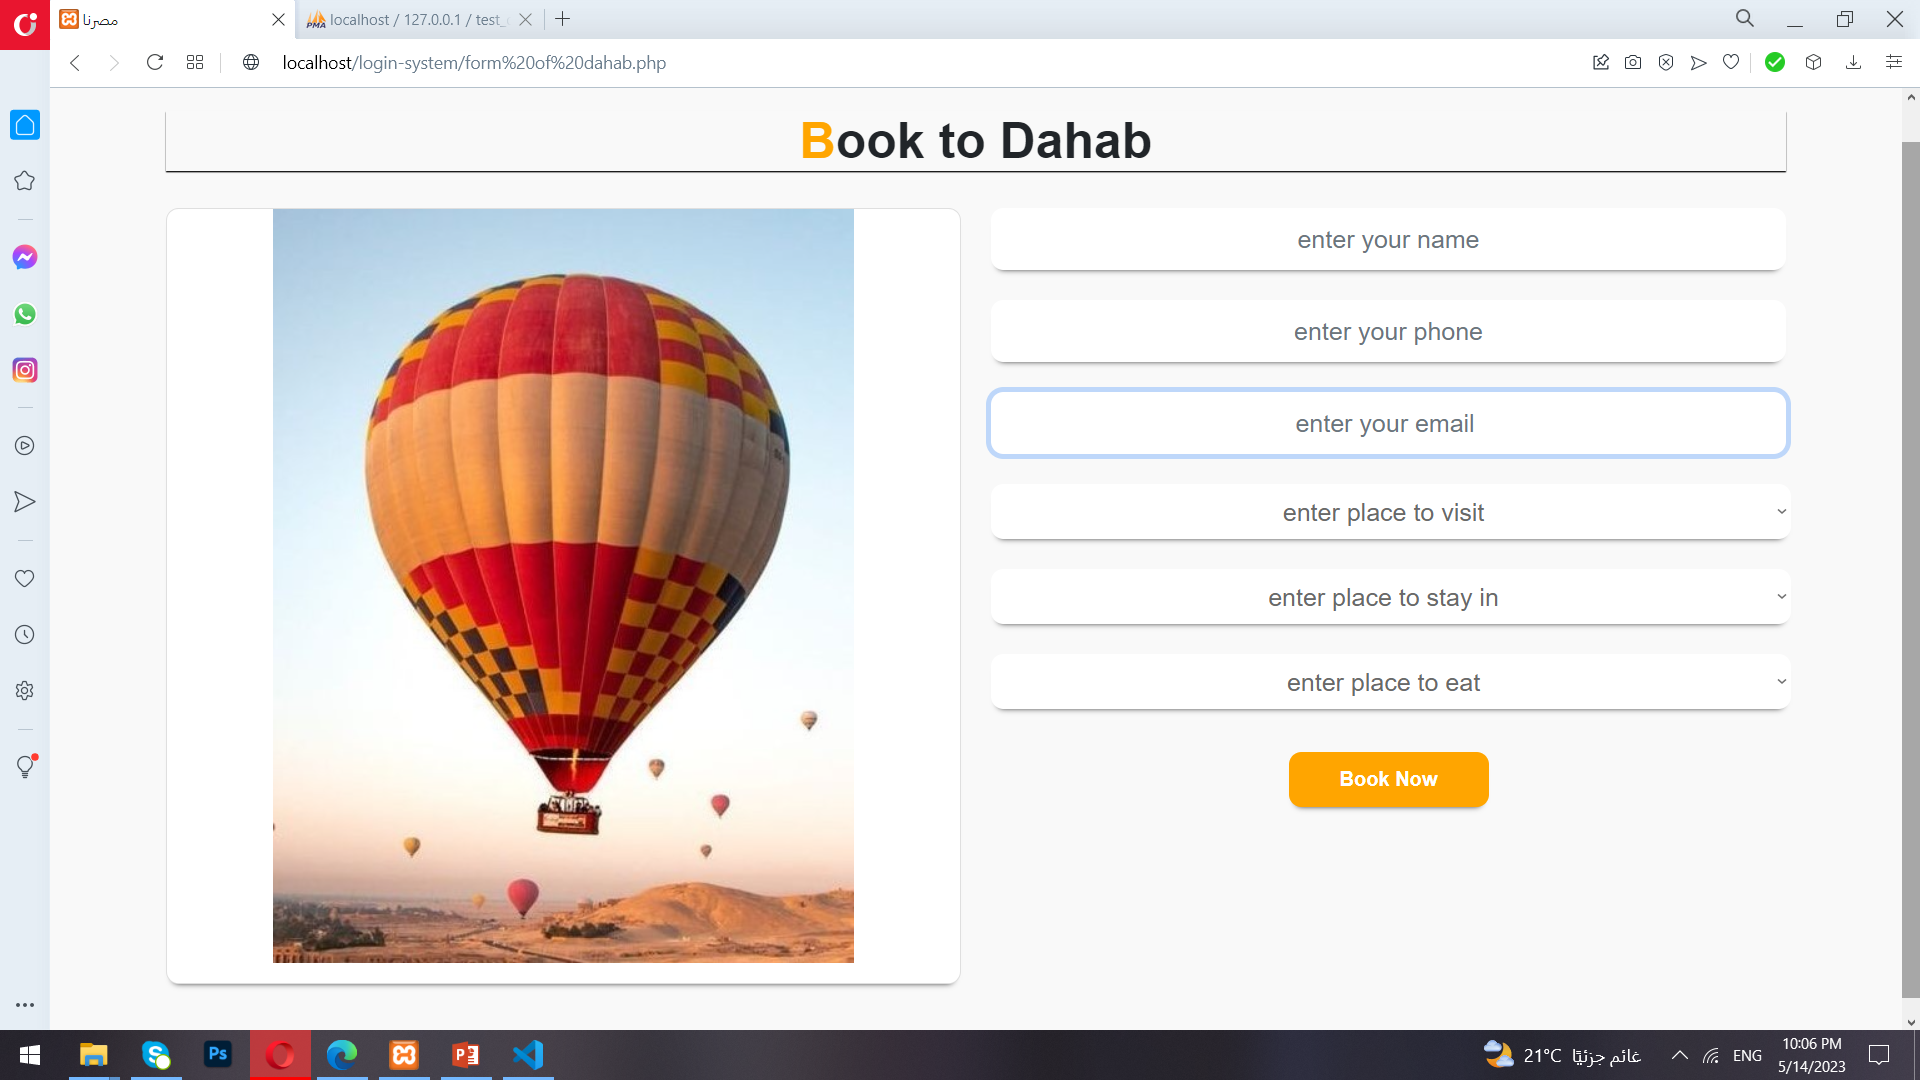 مصرنا
localhost / 127.0.0.1 / test_
localhost/login-system/form%20of%20dahab.php
Book to Dahab
enter your name
enter your phone
enter your email
enter place to visit
enter place to stay in
enter place to eat
Book Now
PMA
Ps
21°C غائم جزئيًا
ENG
10:06 PM
5/14/2023